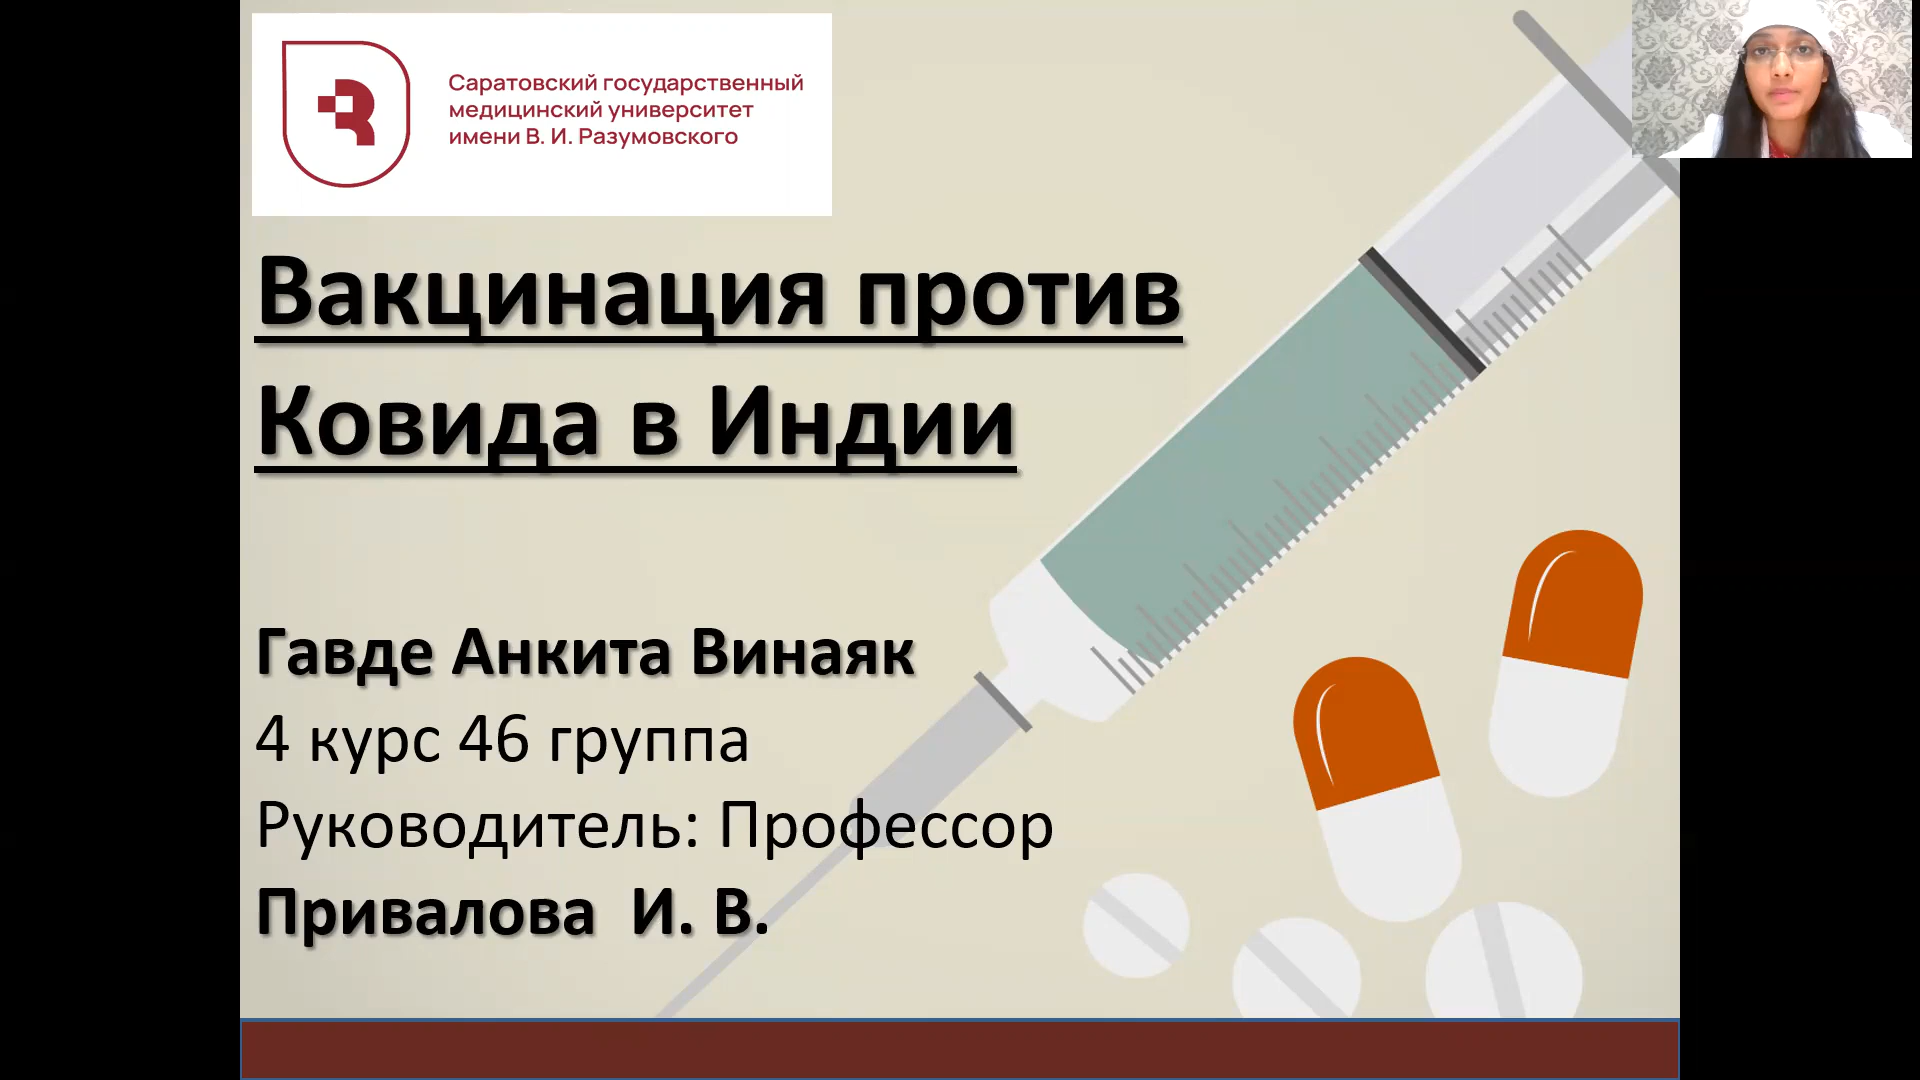 Саратовский государственный
медицинский университет
имени В. И. Разумовского
Вакцинация против
Ковида в Индии
Гавде Анкита Винаяк
4 курс 46 группа
Руководитель: Профессор
Привалова И. В.